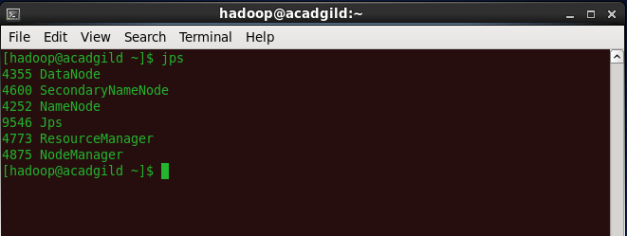 hadoop@acadgild:~
File Edit View Search Terminal Help
[hadoop@acadgild ~]$ jps
4355 DataNode
4600 SecondaryNameNode
4252 NameNode
9546 Jps
4773 ResourceManager
4875 NodeManager
[hadoop@acadgild ~]$